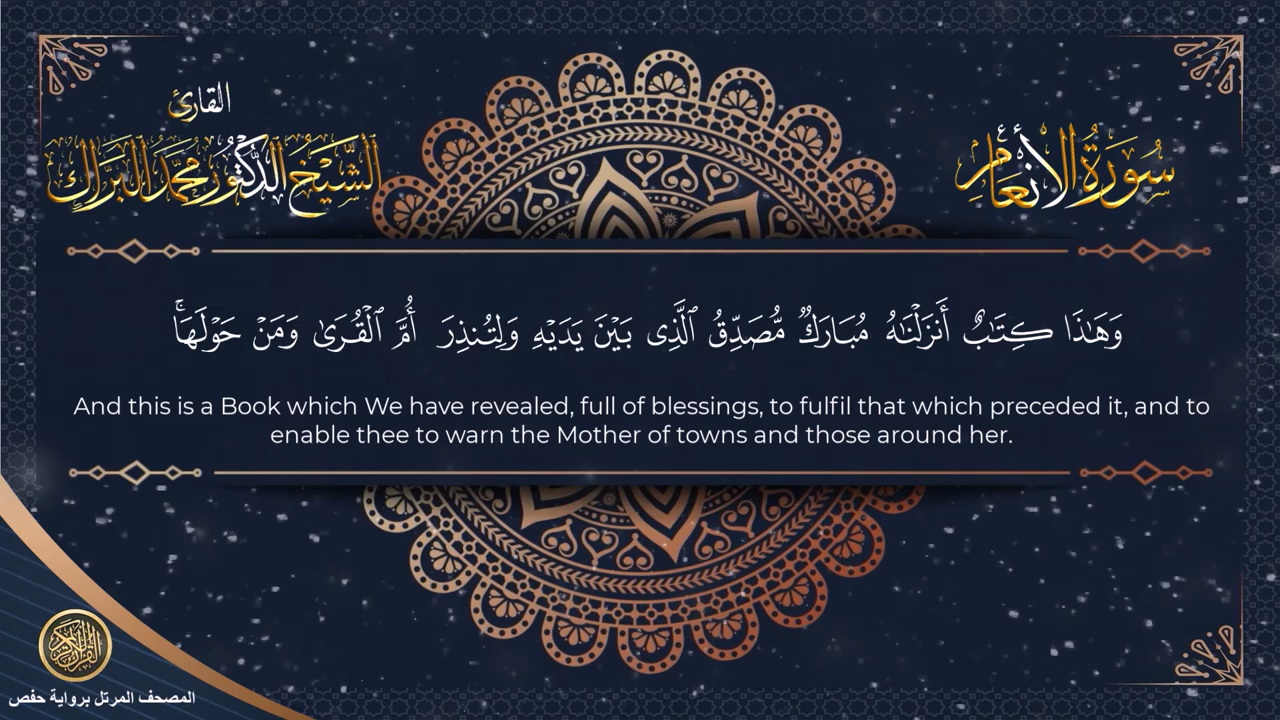 القارئ
الشيخ الدكتور محمد البراك
سورة الأنعام
وَهَٰذَا كِتَٰبٌ أَنزَلْنَٰهُ مُبَارَكٌ مُّصَدِّقُ ٱلَّذِى بَيْنَ يَدَيْهِ وَلِتُنذِرَ أُمَّ ٱلْقُرَىٰ وَمَنْ حَوْلَهَا ۚ
And this is a Book which We have revealed, full of blessings, to fulfil that which preceded it, and to
enable thee to warn the Mother of towns and those around her.
القرآن الكريم
المصحف المرتل برواية حفص